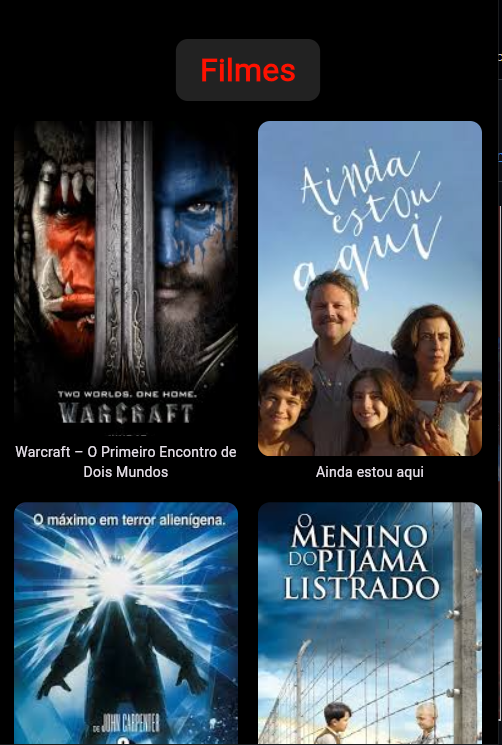 Filmes
Ainda
estou
aqui
TWO WORLDS. ONE HOME.
WARCRAFT
Warcraft – O Primeiro Encontro de
Dois Mundos
Ainda estou aqui
O máximo em terror alienígena.
DE JOHN CARPENTER
O
MENINO
DO PIJAMA
LISTRADO